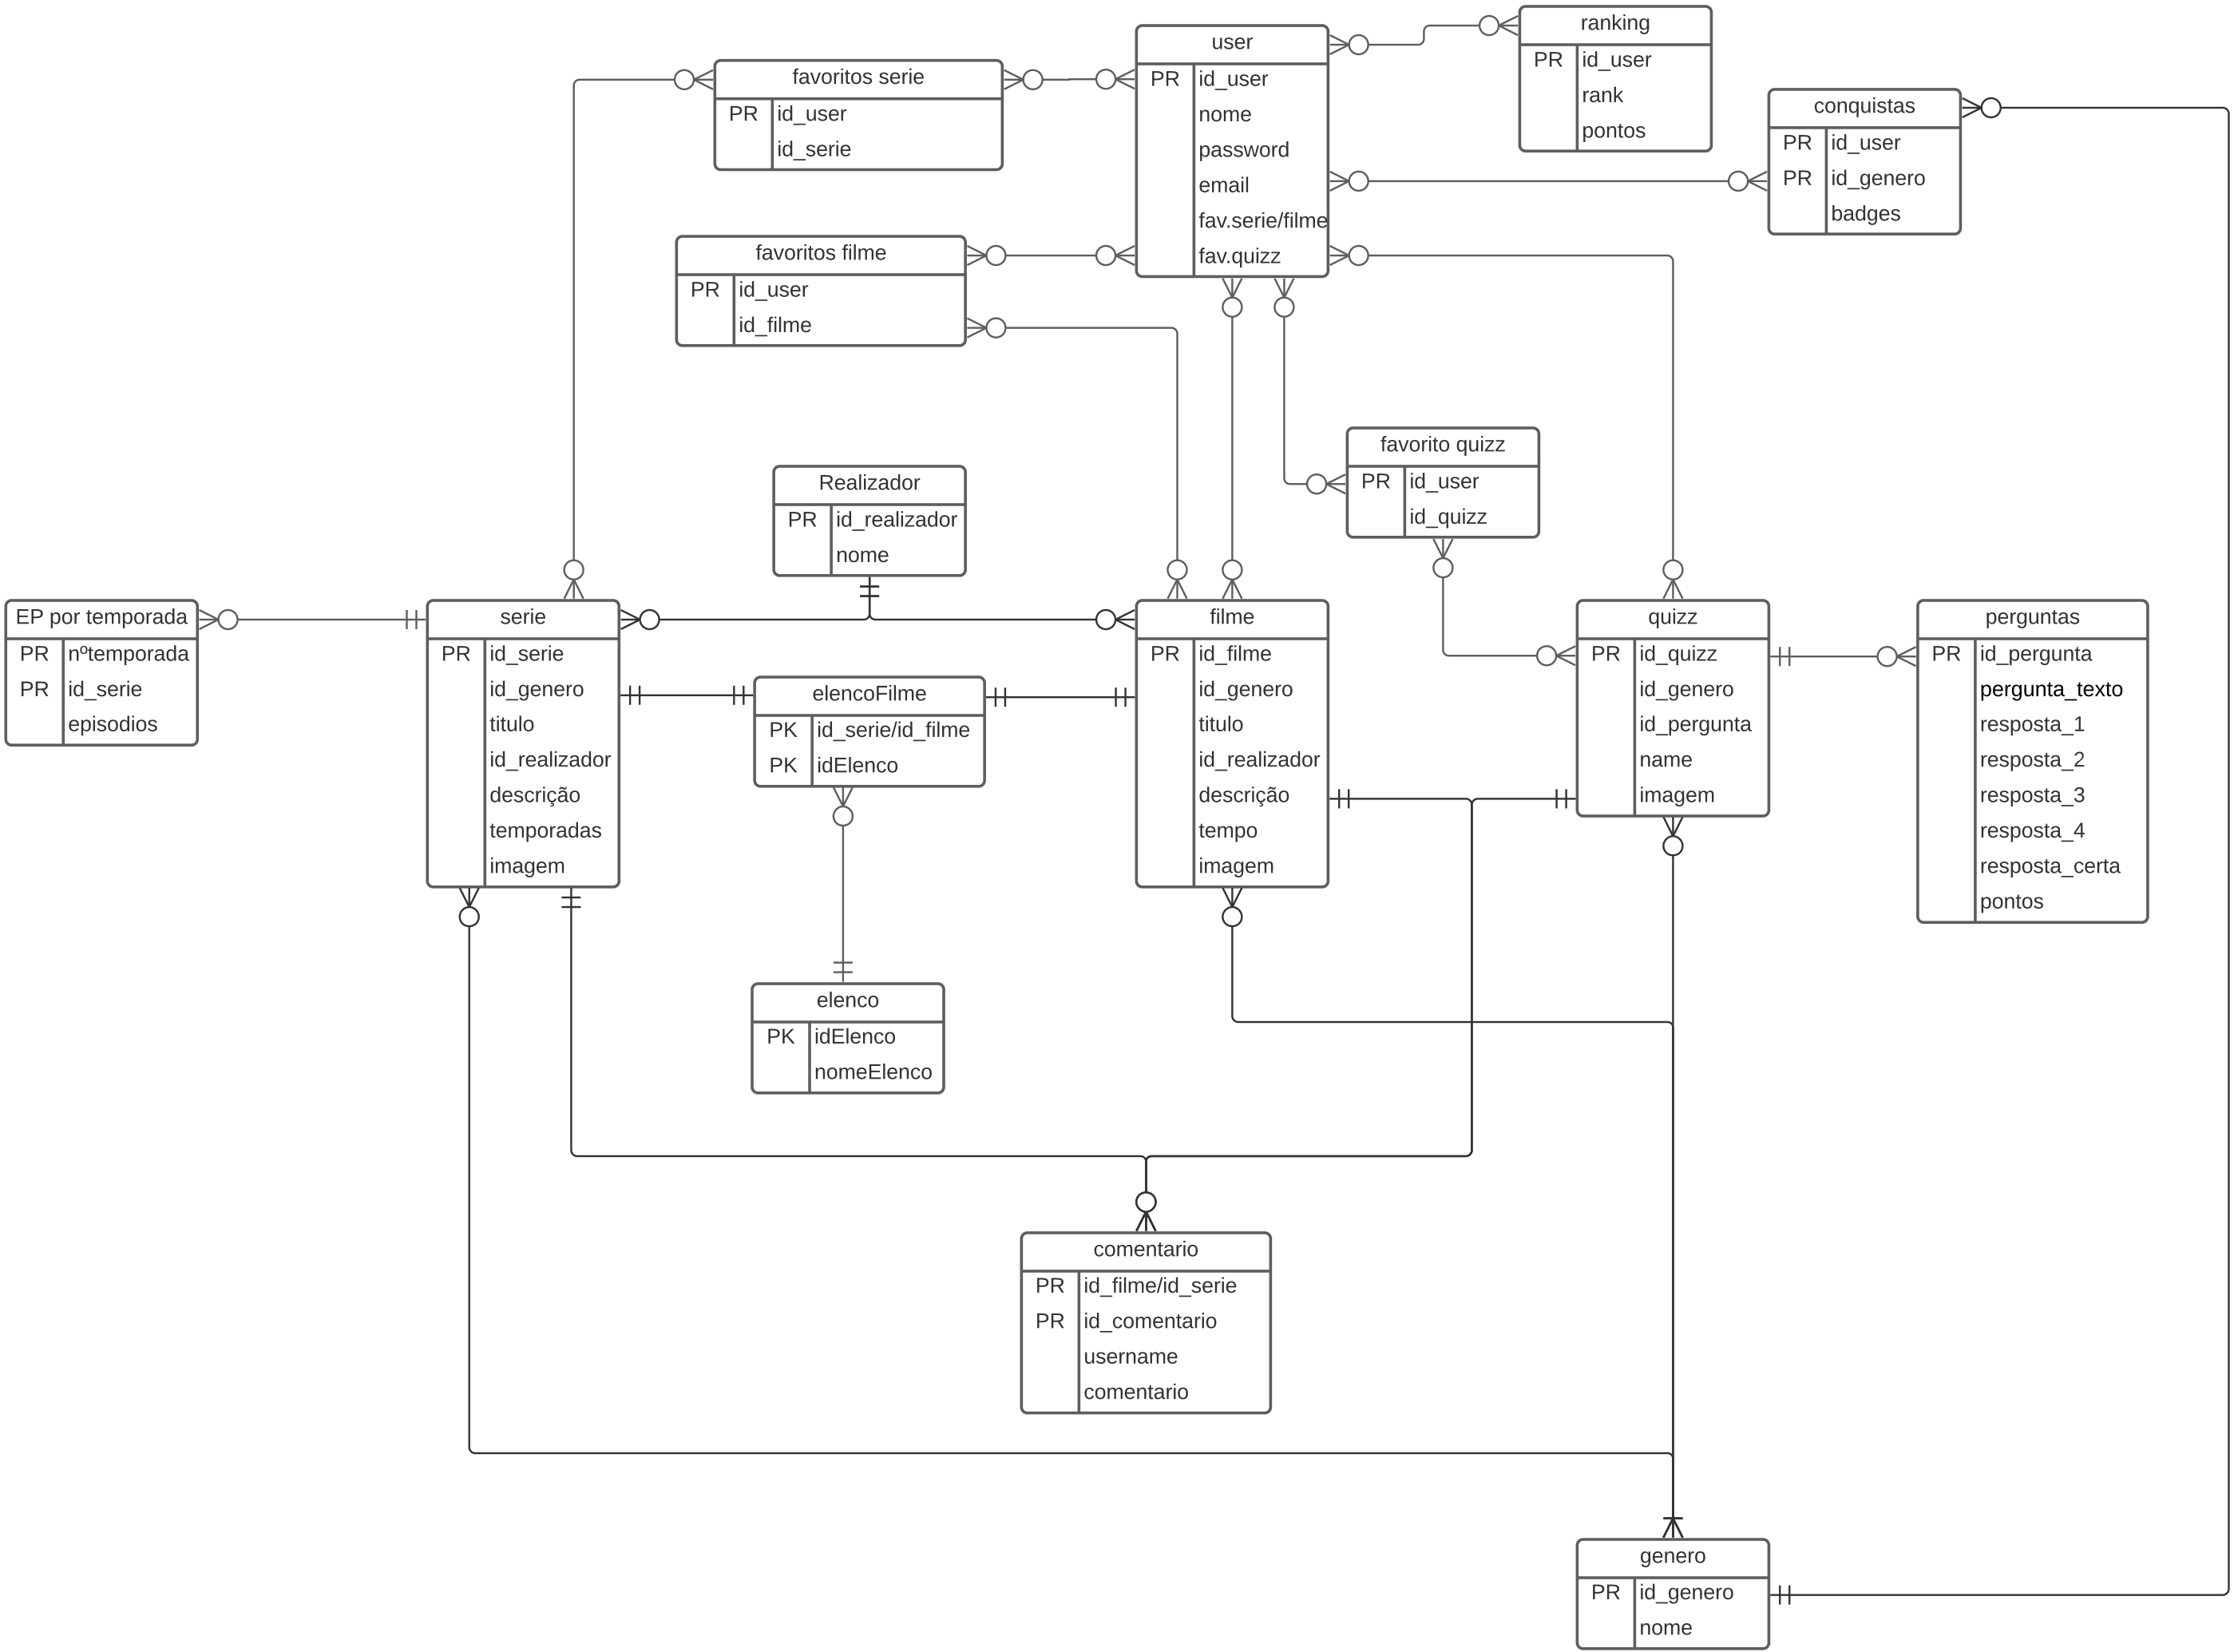 ranking
PR id_user
rank
pontos
user
PR id_user
nome
password
email
fav.serie/filme
fav.quizz
favoritos serie
PR id_user
id_serie
conquistas
PR id_user
PR id_genero
badges
favoritos filme
PR id_user
id_filme
favorito quizz
PR id_user
id_quizz
Realizador
PR id_realizador
nome
EP por temporada
PR nºtemporada
PR id_serie
episodios
serie
PR id_serie
id_genero
titulo
id_realizador
descrição
temporadas
imagem
elencoFilme
PK id_serie/id_filme
PK idElenco
filme
PR id_filme
id_genero
titulo
id_realizador
descrição
tempo
imagem
quizz
PR id_quizz
id_genero
id_pergunta
name
imagem
perguntas
PR id_pergunta
pergunta_texto
resposta_1
resposta_2
resposta_3
resposta_4
resposta_certa
pontos
elenco
PK idElenco
nomeElenco
comentario
PR id_filme/id_serie
PR id_comentario
username
comentario
genero
PR id_genero
nome